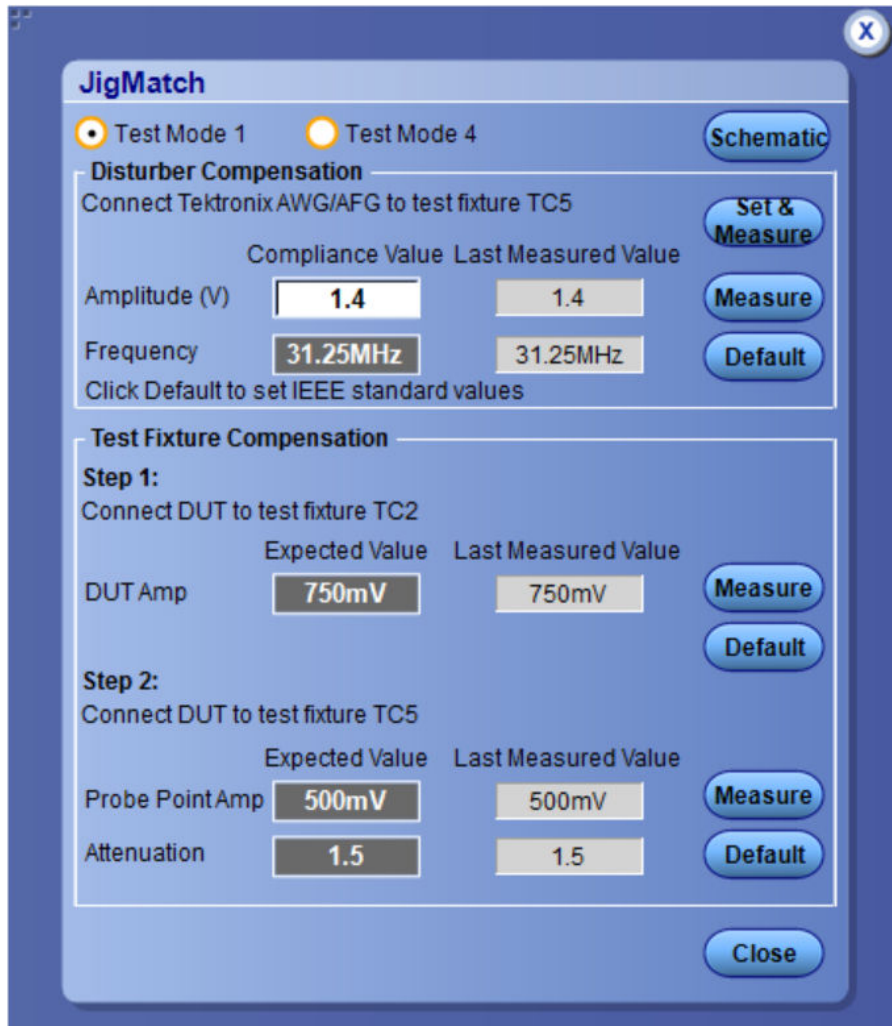 X
JigMatch
Test Mode 1 Test Mode 4 Schematic
Disturber Compensation
Connect Tektronix AWG/AFG to test fixture TC5
Set &
Measure
Compliance Value Last Measured Value
Amplitude (V) 1.4 1.4 Measure
Frequency 31.25MHz 31.25MHz Default
Click Default to set IEEE standard values
Test Fixture Compensation
Step 1:
Connect DUT to test fixture TC2
Expected Value Last Measured Value
DUT Amp 750mV 750mV Measure
Default
Step 2:
Connect DUT to test fixture TC5
Expected Value Last Measured Value
Probe Point Amp 500mV 500mV Measure
Attenuation 1.5 1.5 Default
Close